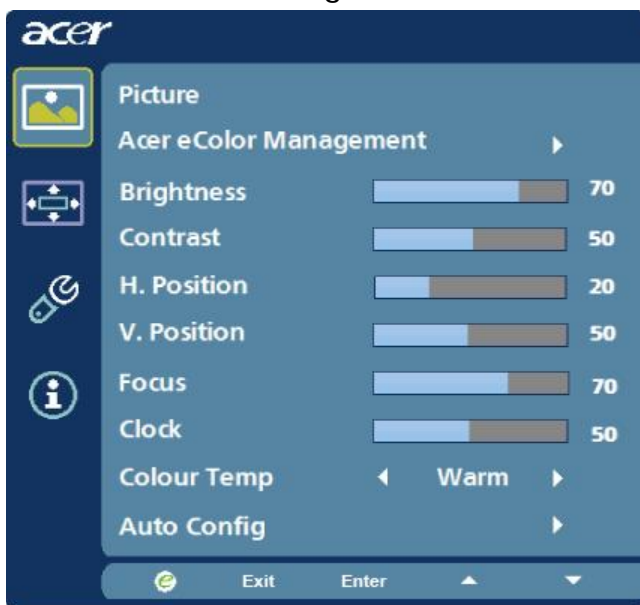 acer
Picture
Acer eColor Management
Brightness 70
Contrast 50
H. Position 20
V. Position 50
Focus 70
Clock 50
Colour Temp Warm
Auto Config
e Exit Enter